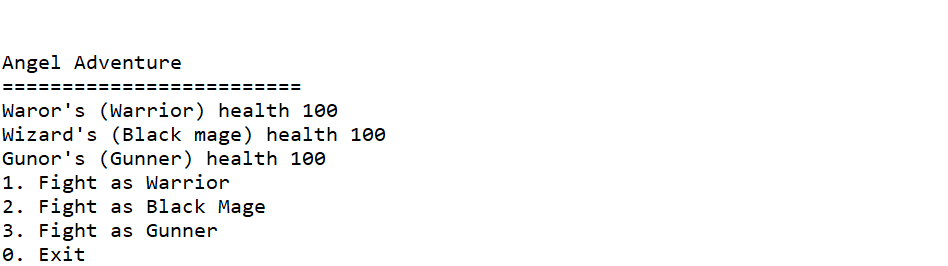 Angel Adventure
=========================
Waror's (Warrior) health 100
Wizard's (Black mage) health 100
Gunor's (Gunner) health 100
1. Fight as Warrior
2. Fight as Black Mage
3. Fight as Gunner
0. Exit